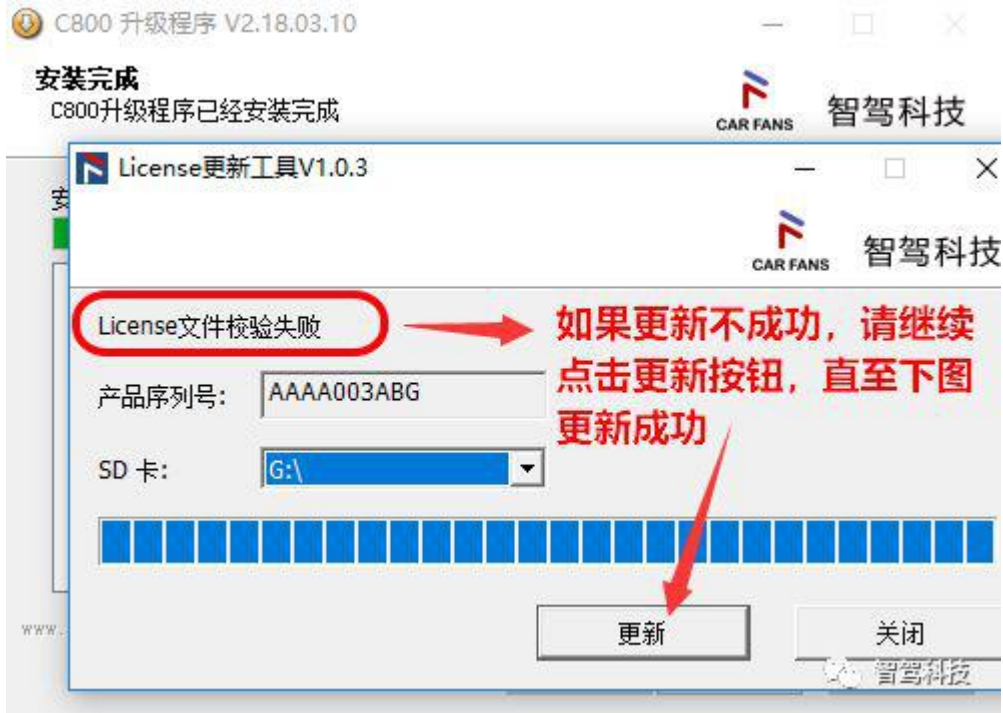 C800 升级程序 V2.18.03.10
安装完成
C800升级程序已经安装完成
CAR FANS
智驾科技
License更新工具V1.0.3
安
CAR FANS
智驾科技
License文件校验失败
如果更新不成功，请继续
点击更新按钮，直至下图
更新成功
产品序列号:
AAAA003ABG
SD 卡:
G:\
www.
更新
关闭
智驾科技